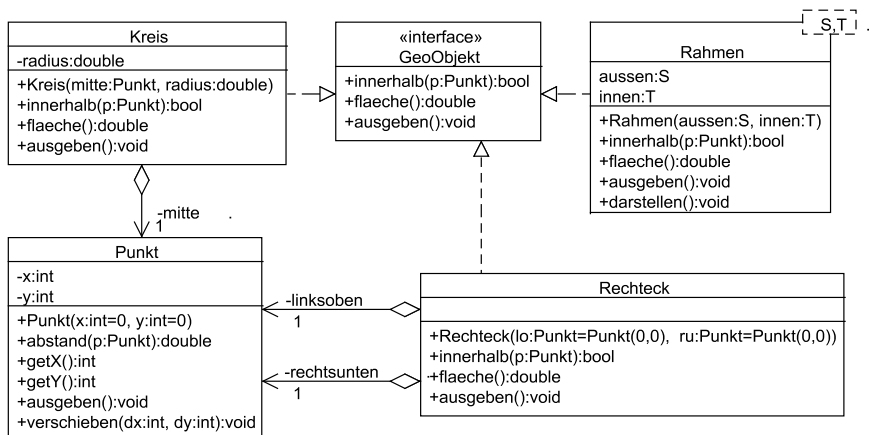 Kreis
-radius:double
+Kreis(mitte:Punkt, radius:double)
+innerhalb(p:Punkt):bool
+flaeche():double
+ausgeben():void
«interface»
GeoObjekt
+innerhalb(p:Punkt):bool
+flaeche():double
+ausgeben():void
S,T
Rahmen
aussen:S
innen:T
+Rahmen(aussen:S, innen:T)
+innerhalb(p:Punkt):bool
+flaeche():double
+ausgeben():void
+darstellen():void
-mitte
1
Punkt
-x:int
-y:int
+Punkt(x:int=0, y:int=0)
+abstand(p:Punkt):double
+getX():int
+getY():int
+ausgeben():void
+verschieben(dx:int, dy:int):void
-linksoben
1
-rechtsunten
1
Rechteck
+Rechteck(lo:Punkt=Punkt(0,0), ru:Punkt=Punkt(0,0))
+innerhalb(p:Punkt):bool
+flaeche():double
+ausgeben():void